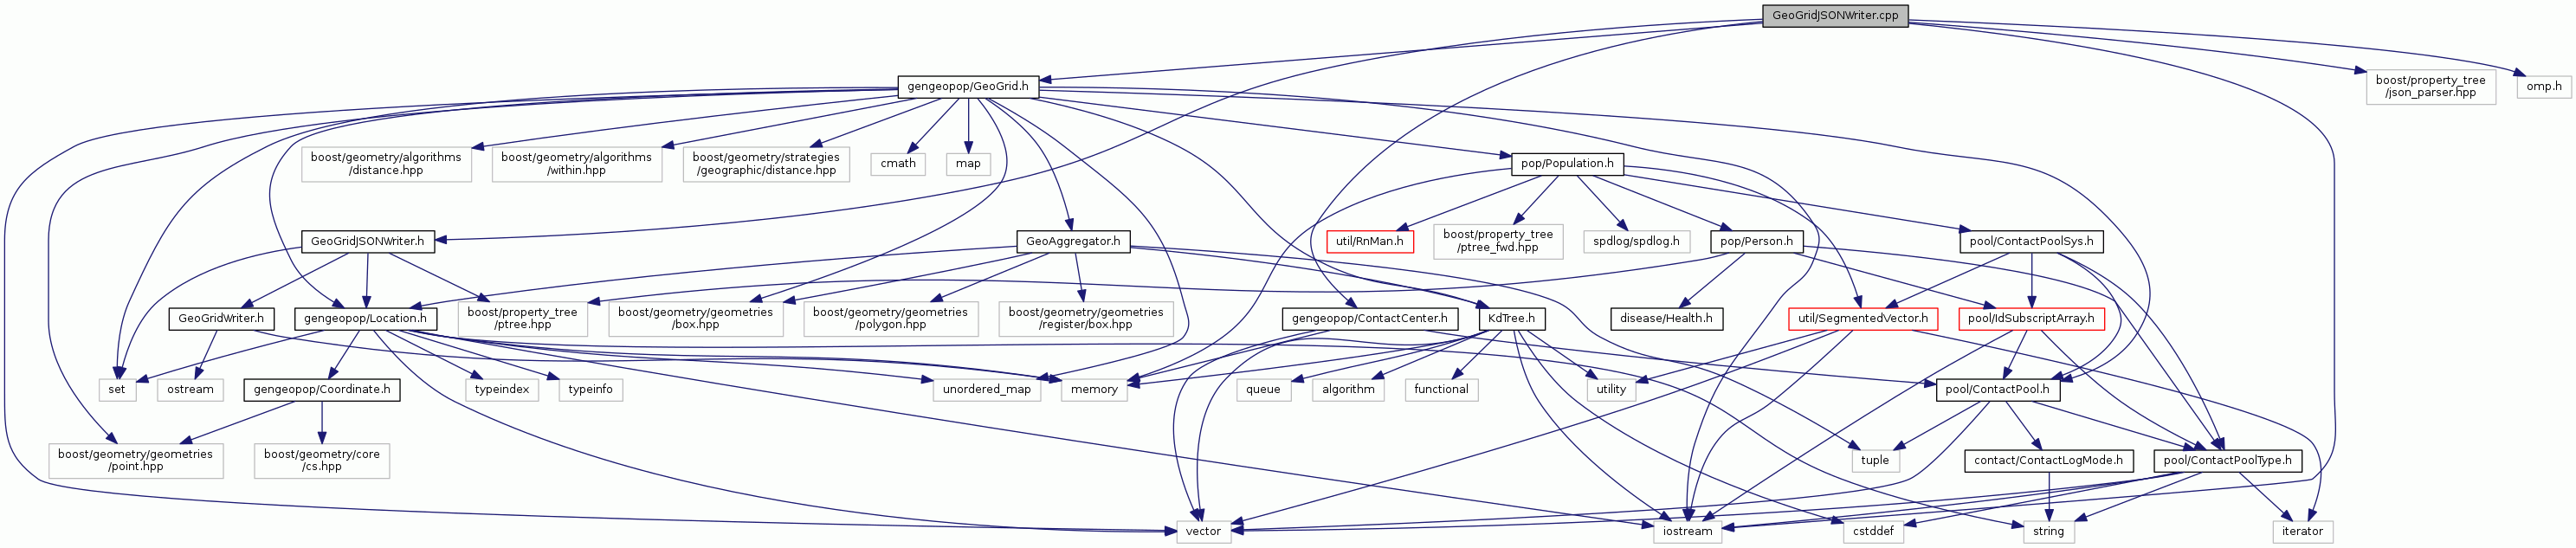 GeoGridJSONWriter.cpp
gengeopop/GeoGrid.h
boost/property_tree
/json_parser.hpp
omp.h
boost/geometry/algorithms
/distance.hpp
boost/geometry/algorithms
/within.hpp
boost/geometry/strategies
/geographic/distance.hpp
cmath
map
pop/Population.h
GeoGridJSONWriter.h
GeoAggregator.h
util/RnMan.h
boost/property_tree
/ptree_fwd.hpp
spdlog/spdlog.h
pop/Person.h
pool/ContactPoolSys.h
GeoGridWriter.h
gengeopop/Location.h
boost/property_tree
/ptree.hpp
boost/geometry/geometries
/box.hpp
boost/geometry/geometries
/polygon.hpp
boost/geometry/geometries
/register/box.hpp
gengeopop/ContactCenter.h
KdTree.h
disease/Health.h
util/SegmentedVector.h
pool/IdSubscriptArray.h
set
ostream
gengeopop/Coordinate.h
typeindex
typeinfo
unordered_map
memory
queue
algorithm
functional
utility
pool/ContactPool.h
boost/geometry/geometries
/point.hpp
boost/geometry/core
/cs.hpp
tuple
contact/ContactLogMode.h
pool/ContactPoolType.h
vector
iostream
cstddef
string
iterator